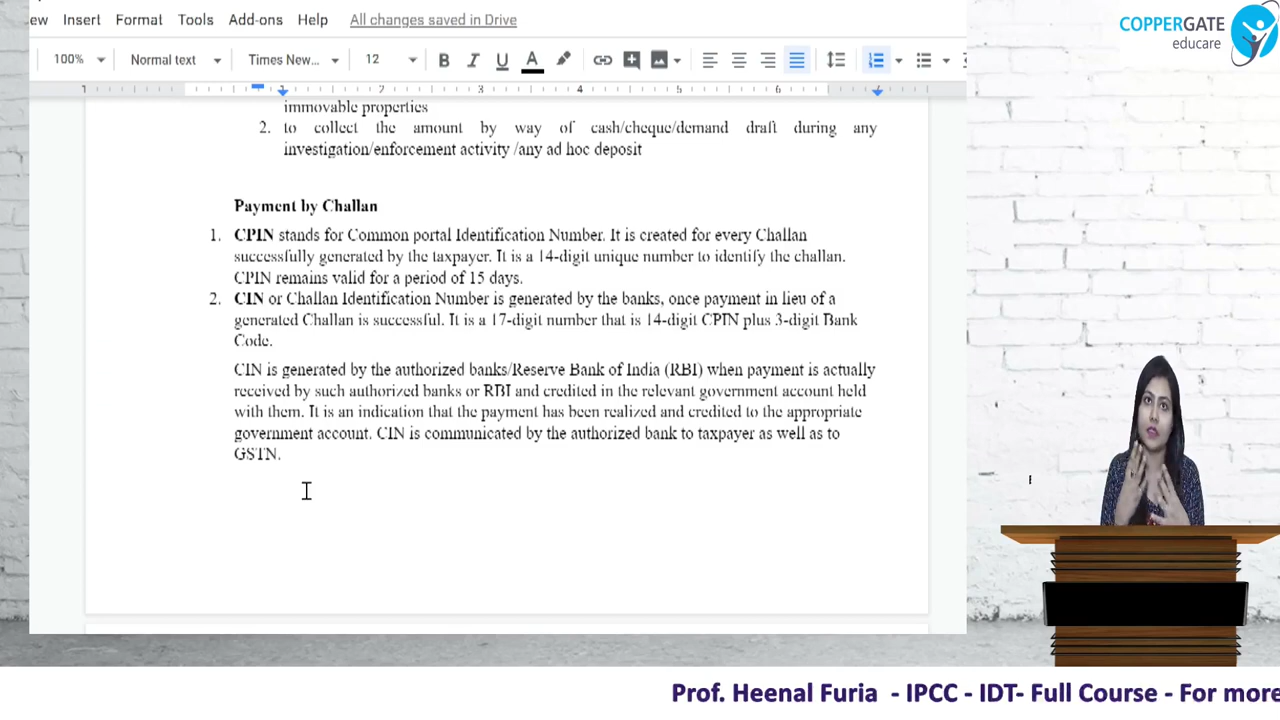 ew Insert Format Tools Add-ons Help All changes saved in Drive
100% Normal text Times New... 12 B I U A
1 1 2 3 4 5 6 7
immovable properties
2. to collect the amount by way of cash/cheque/demand draft during any
investigation/enforcement activity /any ad hoc deposit
Payment by Challan
1. CPIN stands for Common portal Identification Number. It is created for every Challan
successfully generated by the taxpayer. It is a 14-digit unique number to identify the challan.
CPIN remains valid for a period of 15 days.
2. CIN or Challan Identification Number is generated by the banks, once payment in lieu of a
generated Challan is successful. It is a 17-digit number that is 14-digit CPIN plus 3-digit Bank
Code.
CIN is generated by the authorized banks/Reserve Bank of India (RBI) when payment is actually
received by such authorized banks or RBI and credited in the relevant government account held
with them. It is an indication that the payment has been realized and credited to the appropriate
government account. CIN is communicated by the authorized bank to taxpayer as well as to
GSTN.
COPPERGATE
educare
Prof. Heenal Furia - IPCC - IDT- Full Course - For more